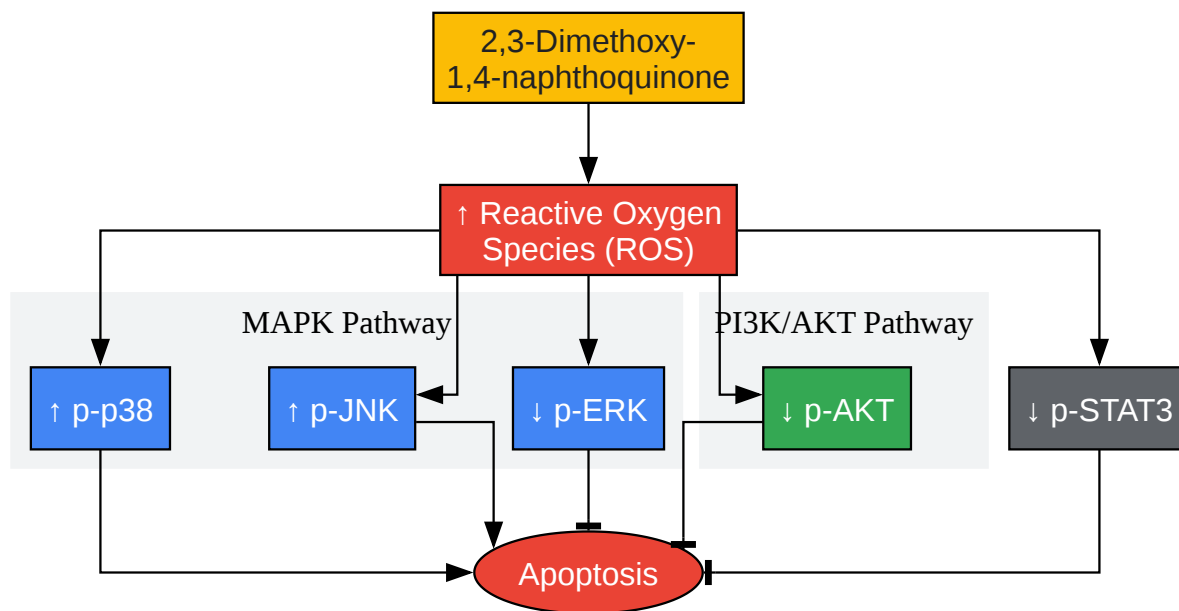 2,3-Dimethoxy-
1,4-naphthoquinone
↑ Reactive Oxygen
Species (ROS)
MAPK Pathway
PI3K/AKT Pathway
↑ p-p38
↑ p-JNK
↓ p-ERK
↓ p-AKT
↓ p-STAT3
Apoptosis